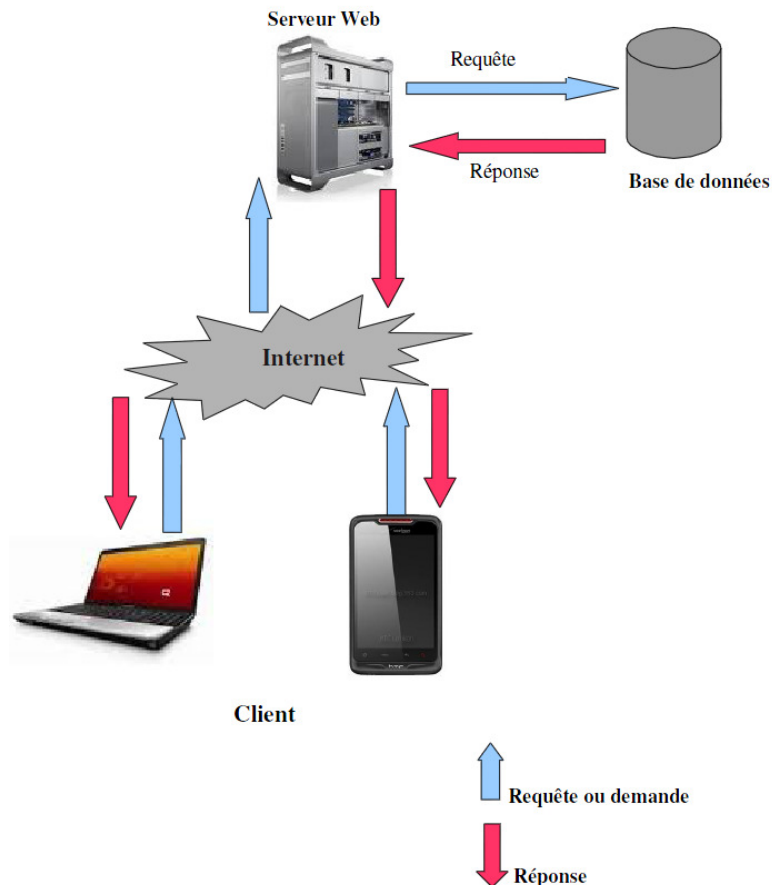 Serveur Web
Requête
Réponse
Base de données
Internet
Client
Requête ou demande
Réponse